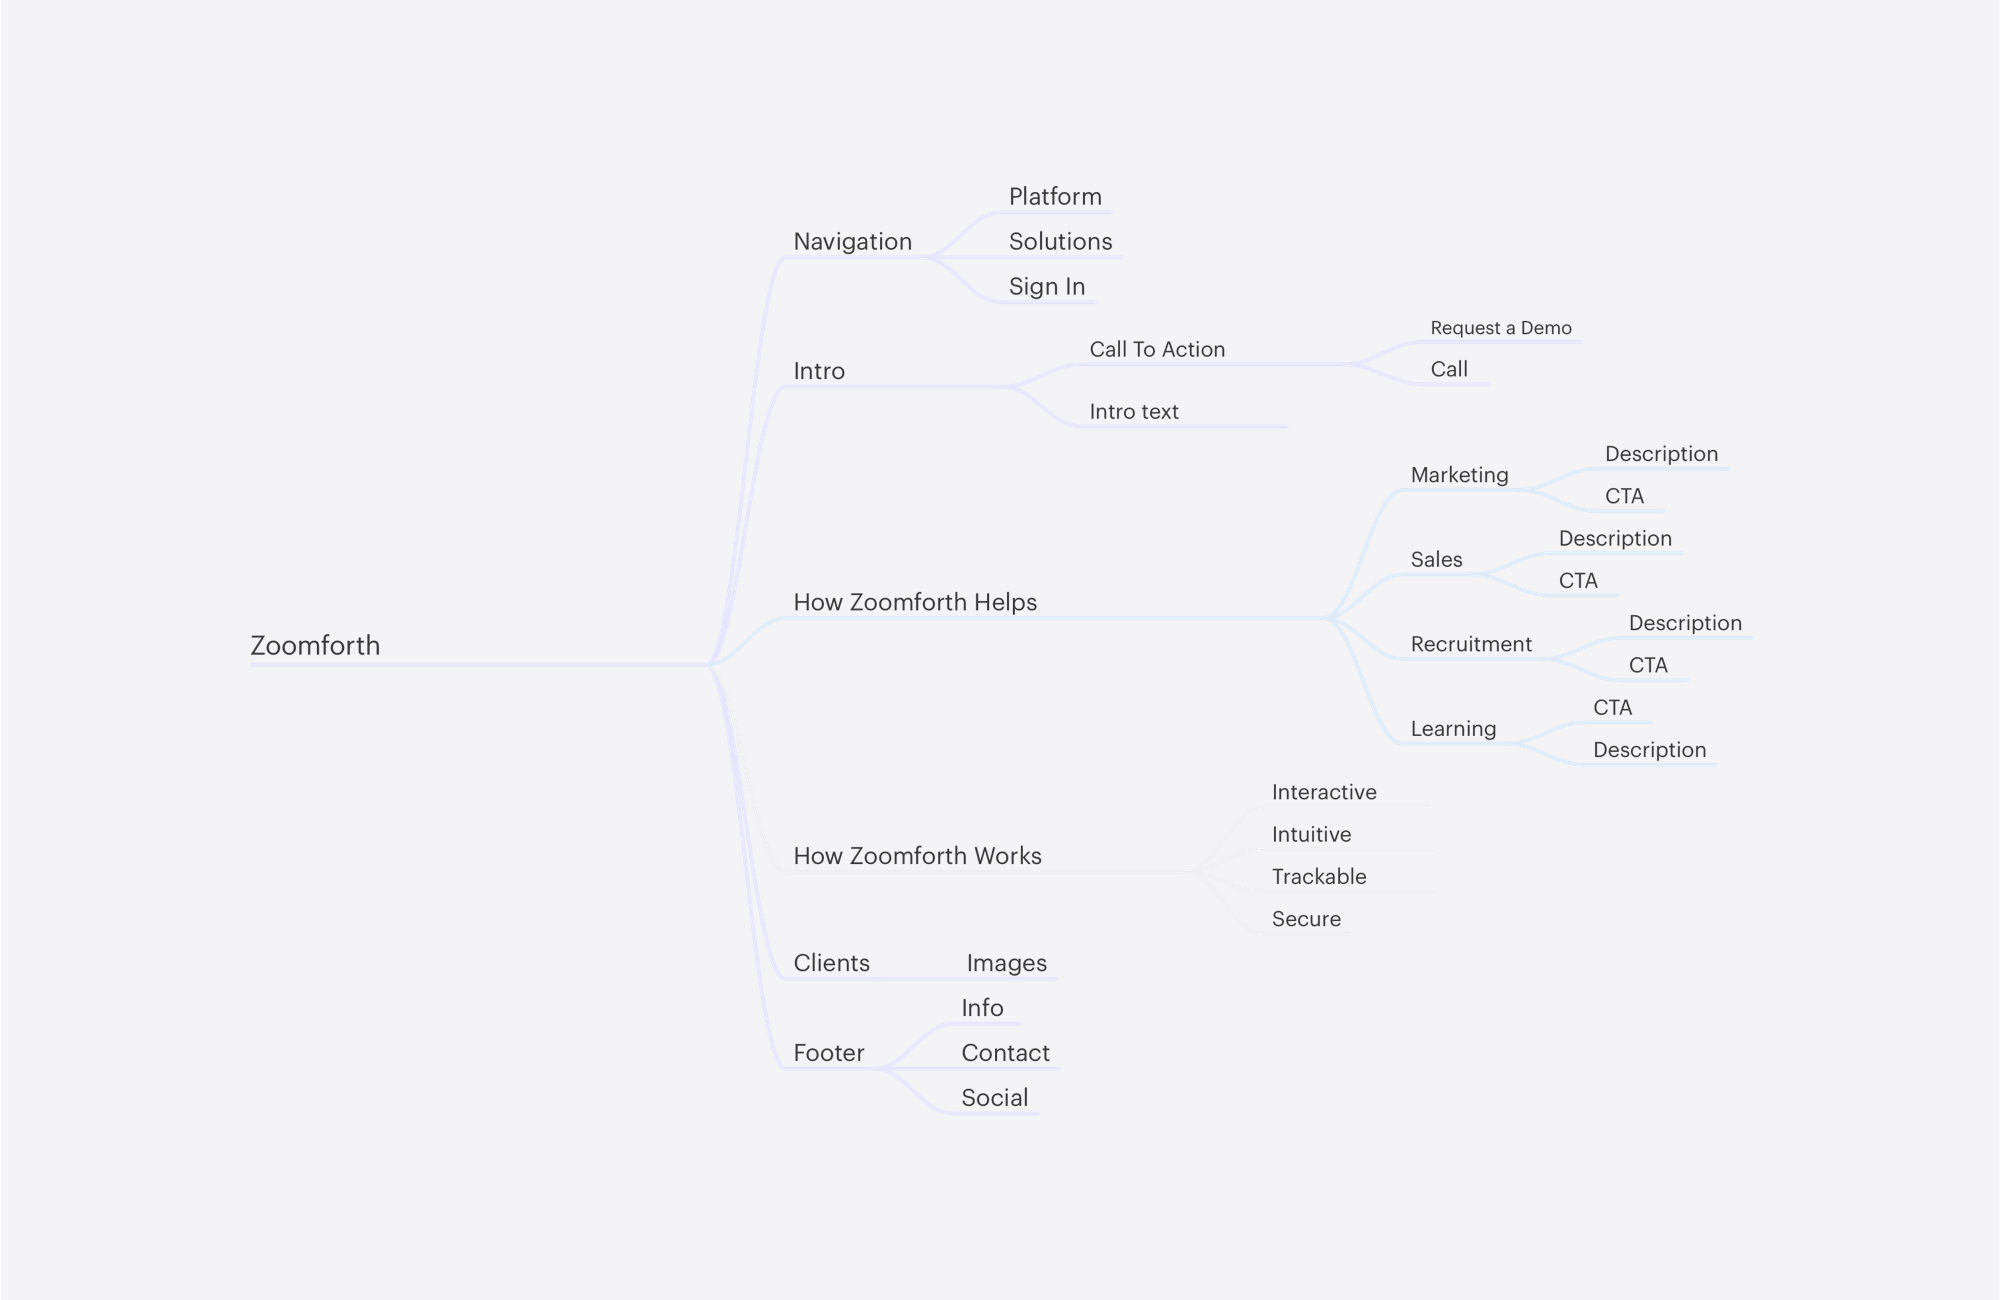 Zoomforth
Navigation
Platform
Solutions
Sign In
Intro
Call To Action
Request a Demo
Call
Intro text
How Zoomforth Helps
Marketing
Description
CTA
Sales
Description
CTA
Recruitment
Description
CTA
Learning
CTA
Description
How Zoomforth Works
Interactive
Intuitive
Trackable
Secure
Clients
Images
Footer
Info
Contact
Social